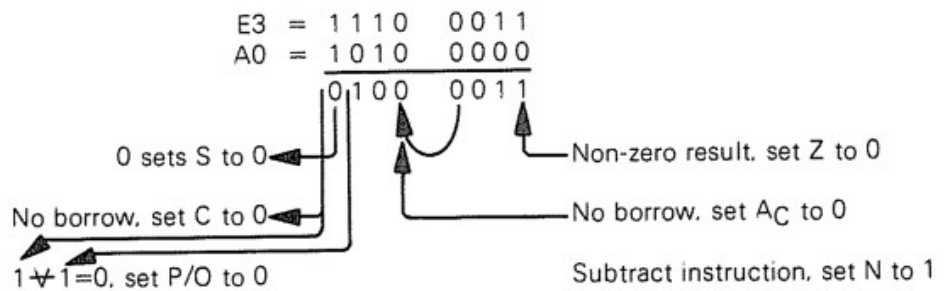 E3 = 1110 0011
A0 = 1010 0000
0100 0011
0 sets S to 0
Non-zero result. set Z to 0
No borrow. set C to 0
No borrow. set AC to 0
1⊻1=0. set P/O to 0
Subtract instruction. set N to 1